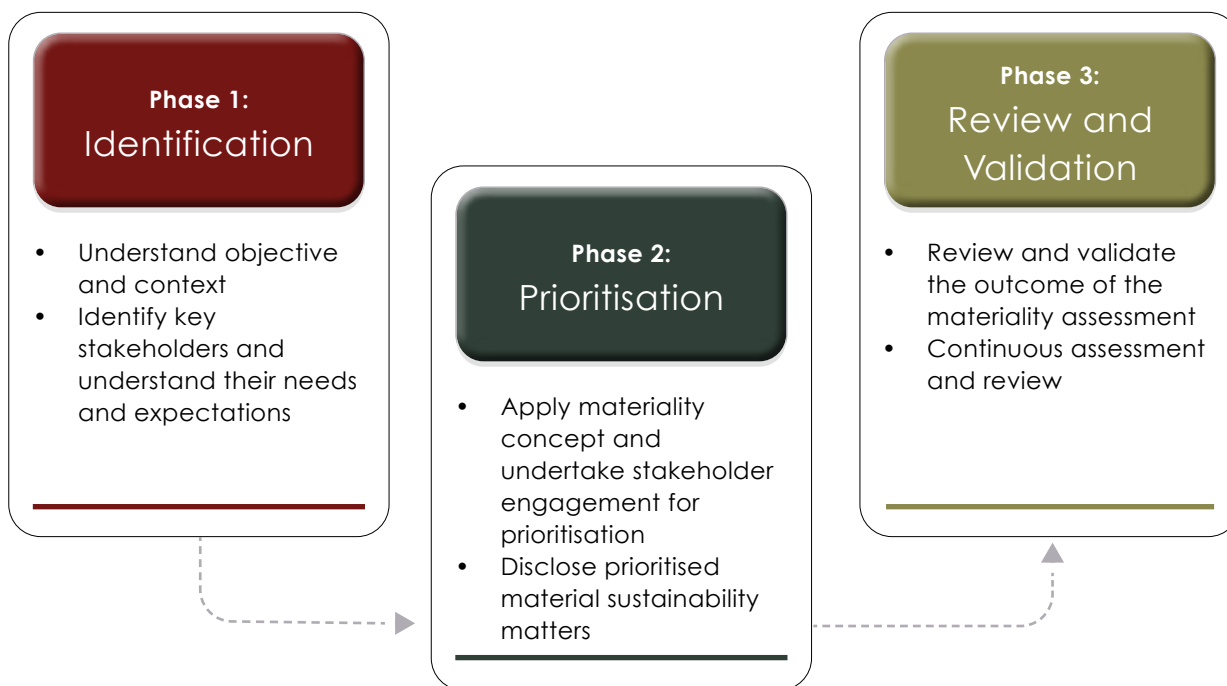 Phase 1:
Identification
• Understand objective
and context
• Identify key
stakeholders and
understand their needs
and expectations
Phase 2:
Prioritisation
• Apply materiality
concept and
undertake stakeholder
engagement for
prioritisation
• Disclose prioritised
material sustainability
matters
Phase 3:
Review and
Validation
• Review and validate
the outcome of the
materiality assessment
• Continuous assessment
and review